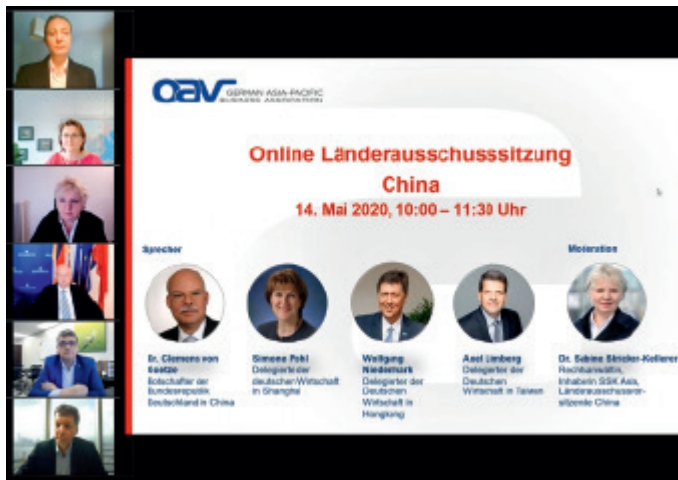 oav GERMAN ASIA-PACIFIC
BUSINESS ASSOCIATION
Online Länderausschusssitzung
China
14. Mai 2020, 10:00 – 11:30 Uhr
Sprecher
Moderation
Dr. Clemens von
Goetze
Botschafter der
Bundesrepublik
Deutschland in China
Simone Pohl
Delegierte der
deutschen Wirtschaft
in Shanghai
Wolfgang
Niedermark
Delegierter der
Deutschen
Wirtschaft in
Hongkong
Axel Limberg
Delegierter der
Deutschen
Wirtschaft in Taiwan
Dr. Sabine Stricker-Kellerer
Rechtsanwältin,
Inhaberin SSK Asia,
Länderausschussvor-
sitzende China